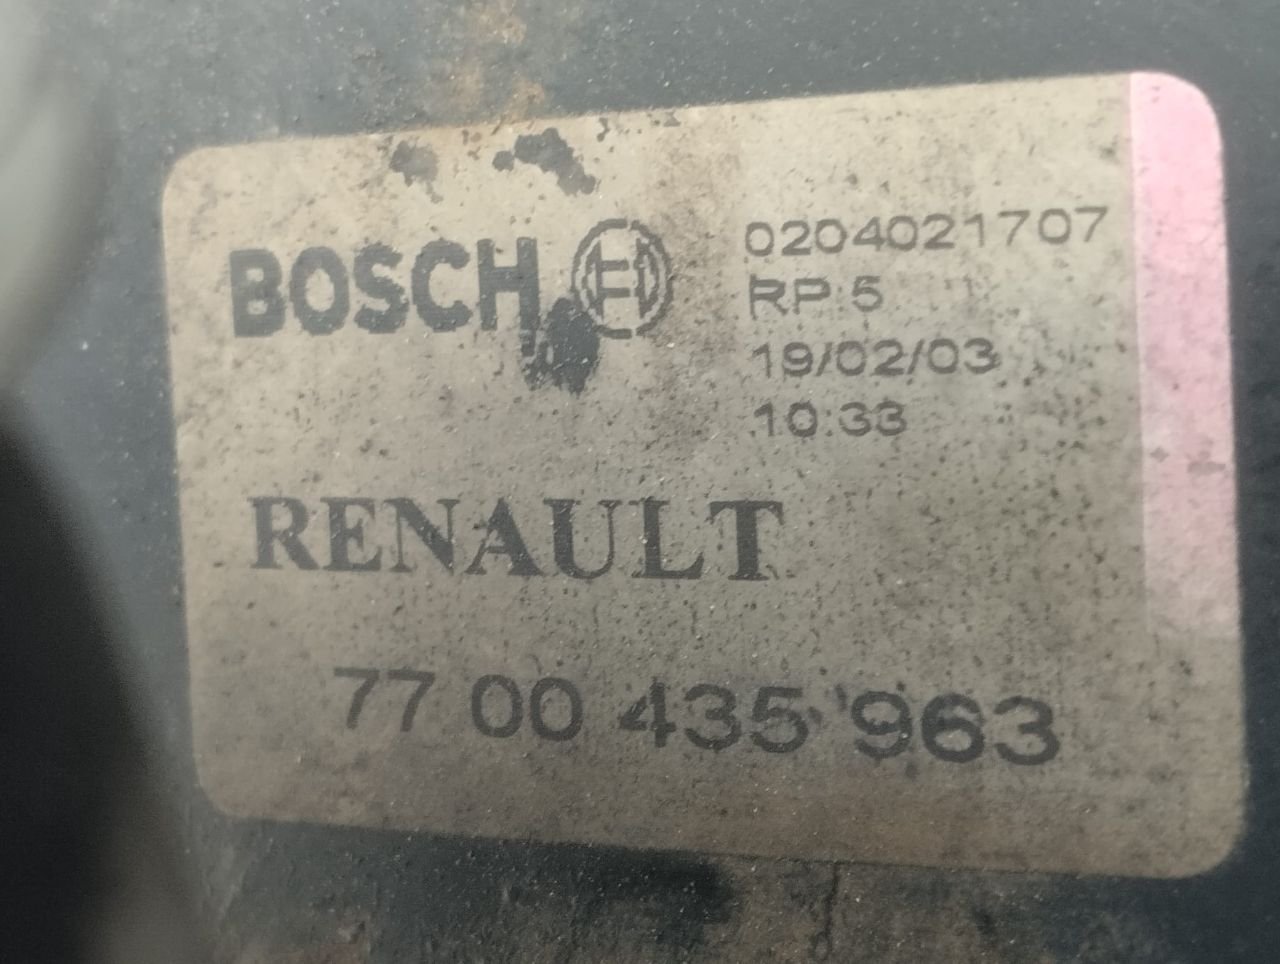 BOSCH
0204021707
RP 5
19/02/03
10:33
RENAULT
77 00 435 963